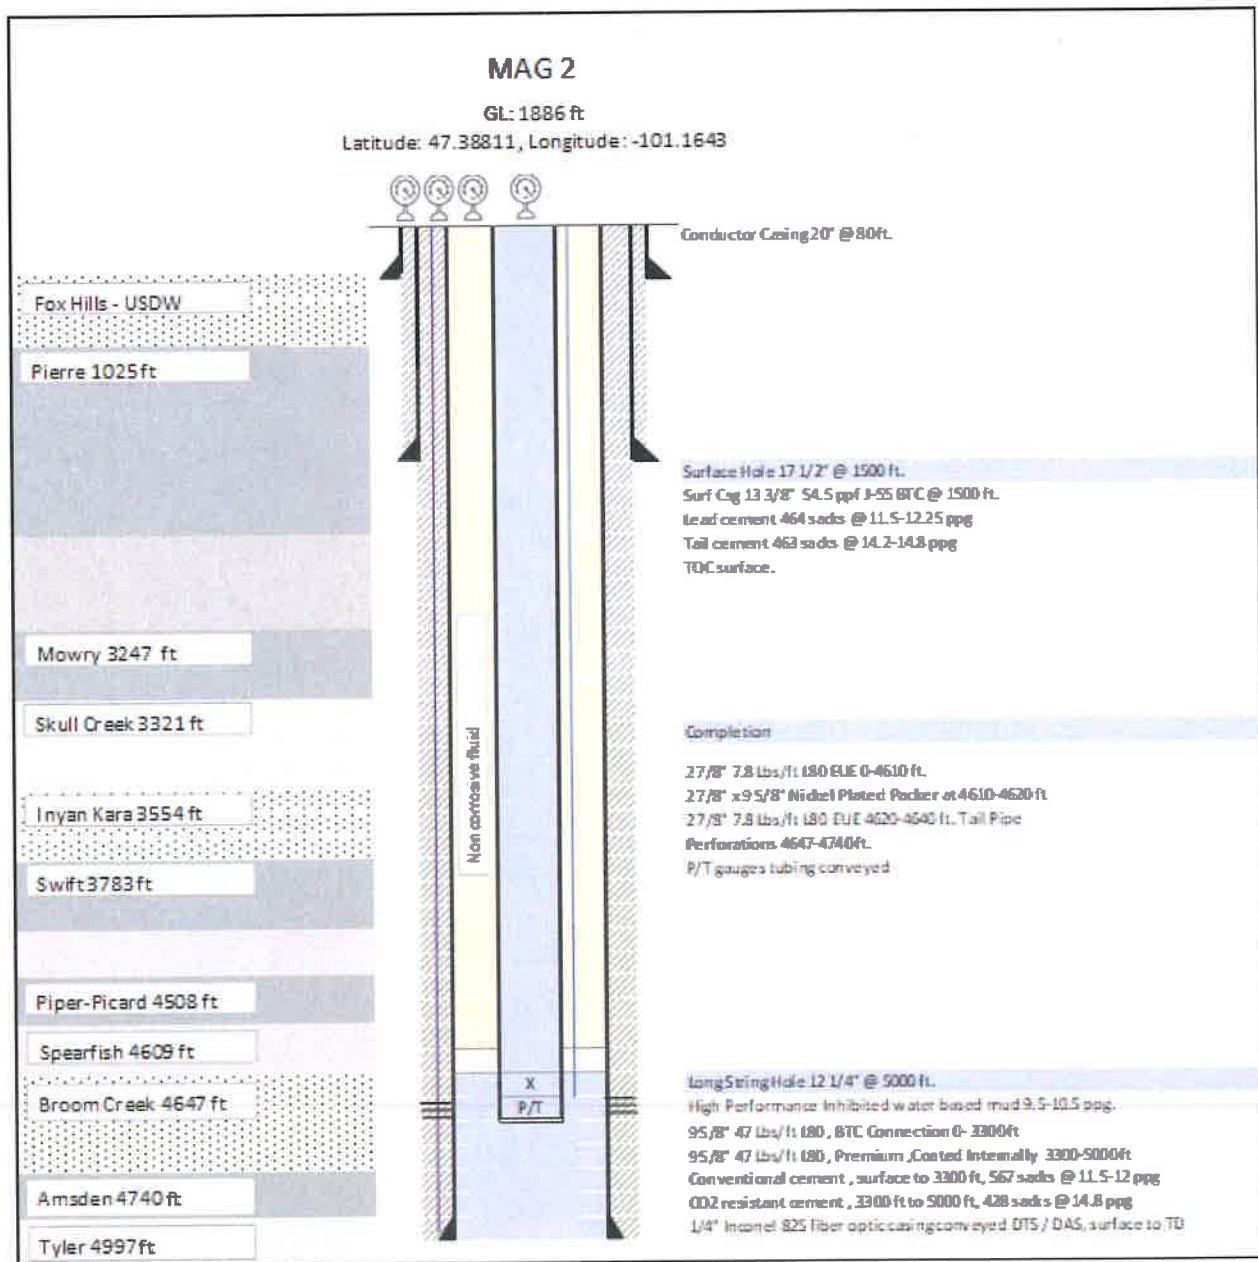 MAG 2
GL: 1886 ft
Latitude: 47.38811, Longitude: -101.1643
Conductor Casing 20" @ 80ft.
Fox Hills - USDW
Pierre 1025 ft
Surface Hole 17 1/2" @ 1500 ft.
Surf Csg 13 3/8" 54.5 ppf J-55 BTC @ 1500 ft.
Lead cement 464 sacks @ 11.5-12.25 ppg
Tail cement 463 sacks @ 14.2-14.8 ppg
TOC surface.
Mowry 3247 ft
Skull Creek 3321 ft
Non corrosive fluid
Completion
2 7/8" 7.8 Lbs/ft L80 EUE 0-4610 ft.
2 7/8" x 9 5/8" Nickel Plated Packer at 4610-4620 ft
2 7/8" 7.8 Lbs/ft L80 EUE 4620-4640 ft. Tail Pipe
Perforations 4647-4740ft.
P/T gauges tubing conveyed
Inyan Kara 3554 ft
Swift 3783 ft
Piper-Picard 4508 ft
Spearfish 4609 ft
X
P/T
Broom Creek 4647 ft
Amsden 4740 ft
Tyler 4997 ft
Long String Hole 12 1/4" @ 5000 ft.
High Performance Inhibited water based mud 9.5-10.5 ppg.
9 5/8" 47 Lbs/ft L80, BTC Connection 0- 3300ft
9 5/8" 47 Lbs/ft L80, Premium ,Coated Internally 3300-5000ft
Conventional cement , surface to 3300 ft, 567 sacks @ 11.5-12 ppg
CO2 resistant cement , 3300 ft to 5000 ft, 428 sacks @ 14.8 ppg
1/4" Inconel 825 fiber optic casing conveyed DTS / DAS, surface to TD